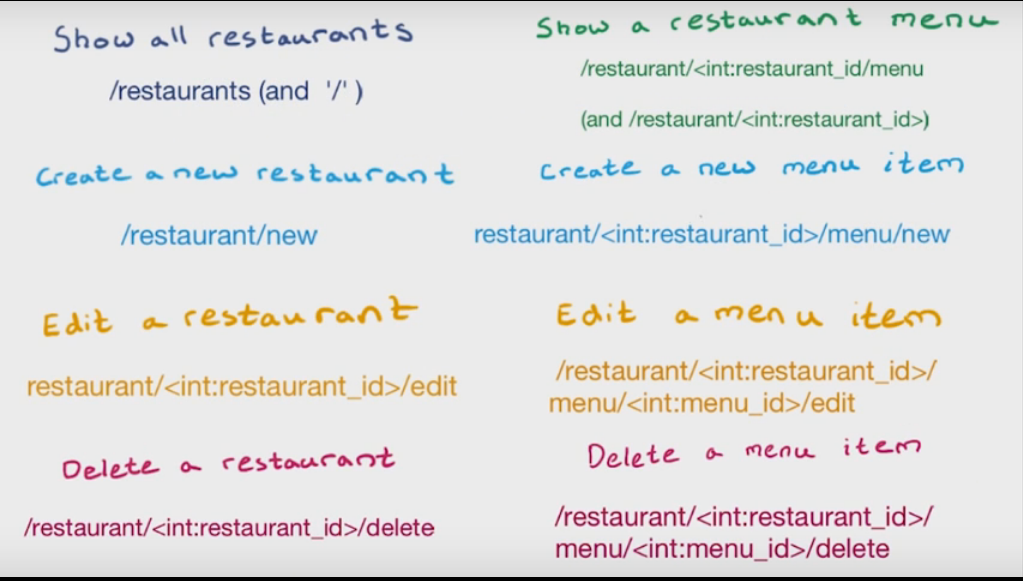 Show all restaurants
/restaurants (and '/' )
Create a new restaurant
/restaurant/new
Edit a restaurant
restaurant/<int:restaurant_id>/edit
Delete a restaurant
/restaurant/<int:restaurant_id>/delete
Show a restaurant menu
/restaurant/<int:restaurant_id/menu
(and /restaurant/<int:restaurant_id>)
Create a new menu item
restaurant/<int:restaurant_id>/menu/new
Edit a menu item
/restaurant/<int:restaurant_id>/
menu/<int:menu_id>/edit
Delete a menu item
/restaurant/<int:restaurant_id>/
menu/<int:menu_id>/delete